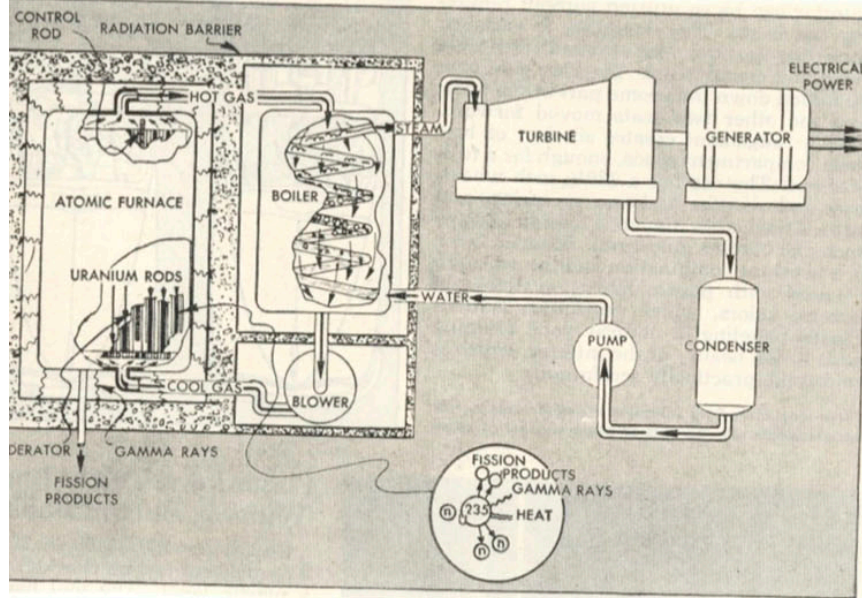 CONTROL
ROD
RADIATION BARRIER
HOT GAS
STEAM
ELECTRICAL
POWER
TURBINE
GENERATOR
BOILER
ATOMIC FURNACE
URANIUM RODS
WATER
PUMP
CONDENSER
COOL GAS
BLOWER
DERATOR
GAMMA RAYS
FISSION
PRODUCTS
FISSION
PRODUCTS
GAMMA RAYS
235
HEAT
n
n
n